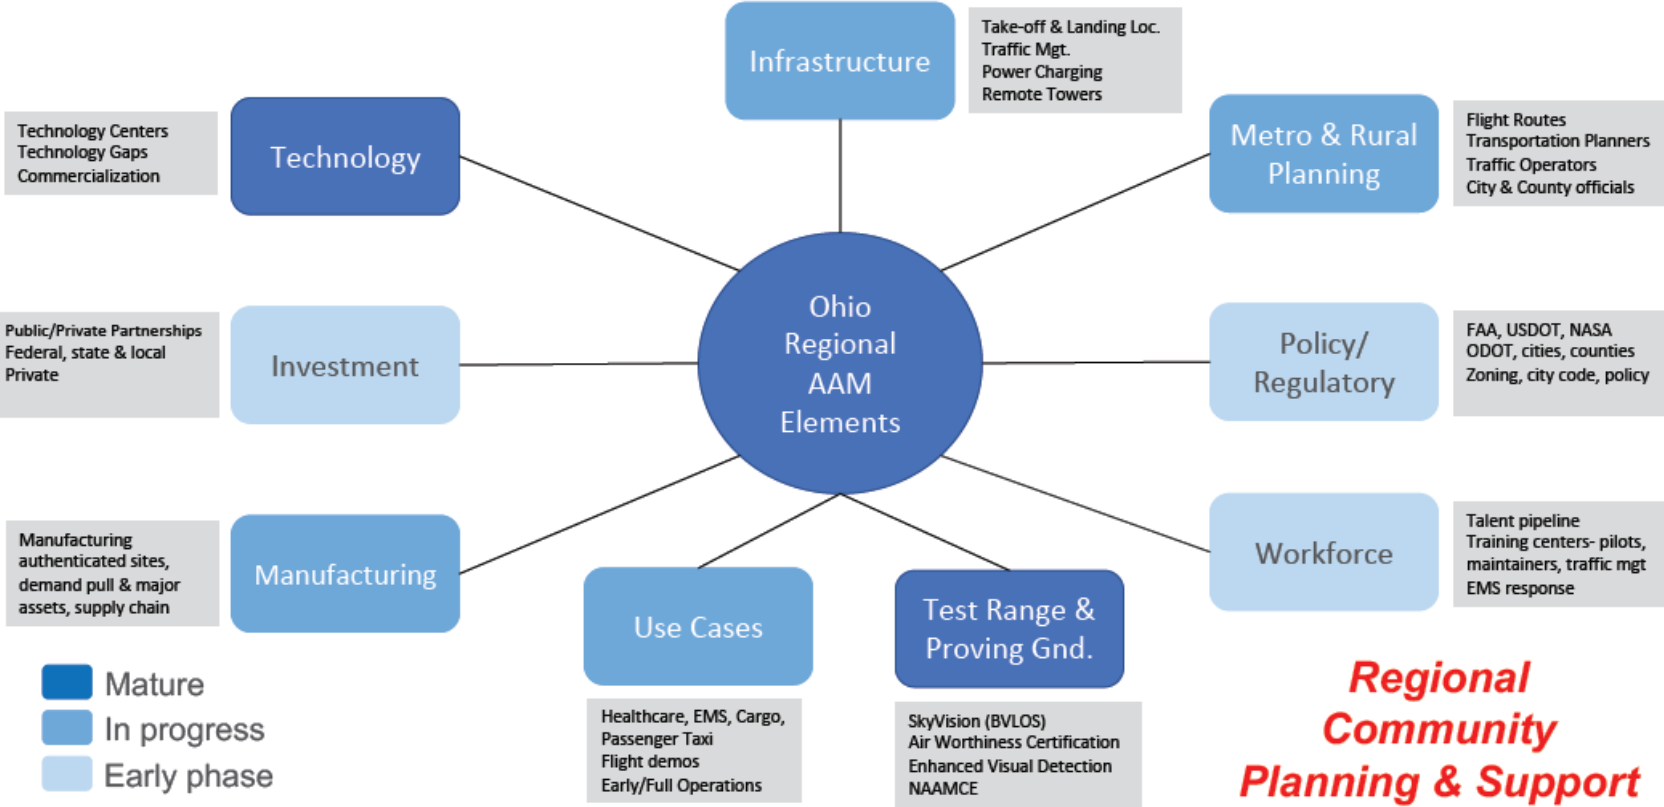 Infrastructure
Take-off & Landing Loc.
Traffic Mgt.
Power Charging
Remote Towers
Technology Centers
Technology Gaps
Commercialization
Technology
Metro & Rural
Planning
Flight Routes
Transportation Planners
Traffic Operators
City & County officials
Ohio
Regional
AAM
Elements
Public/Private Partnerships
Federal, state & local
Private
Investment
Policy/
Regulatory
FAA, USDOT, NASA
ODOT, cities, counties
Zoning, city code, policy
Manufacturing
authenticated sites,
demand pull & major
assets, supply chain
Manufacturing
Workforce
Talent pipeline
Training centers- pilots,
maintainers, traffic mgt
EMS response
Use Cases
Healthcare, EMS, Cargo,
Passenger Taxi
Flight demos
Early/Full Operations
Test Range &
Proving Gnd.
SkyVision (BVLOS)
Air Worthiness Certification
Enhanced Visual Detection
NAAMCE
Mature
In progress
Early phase
Regional
Community
Planning & Support